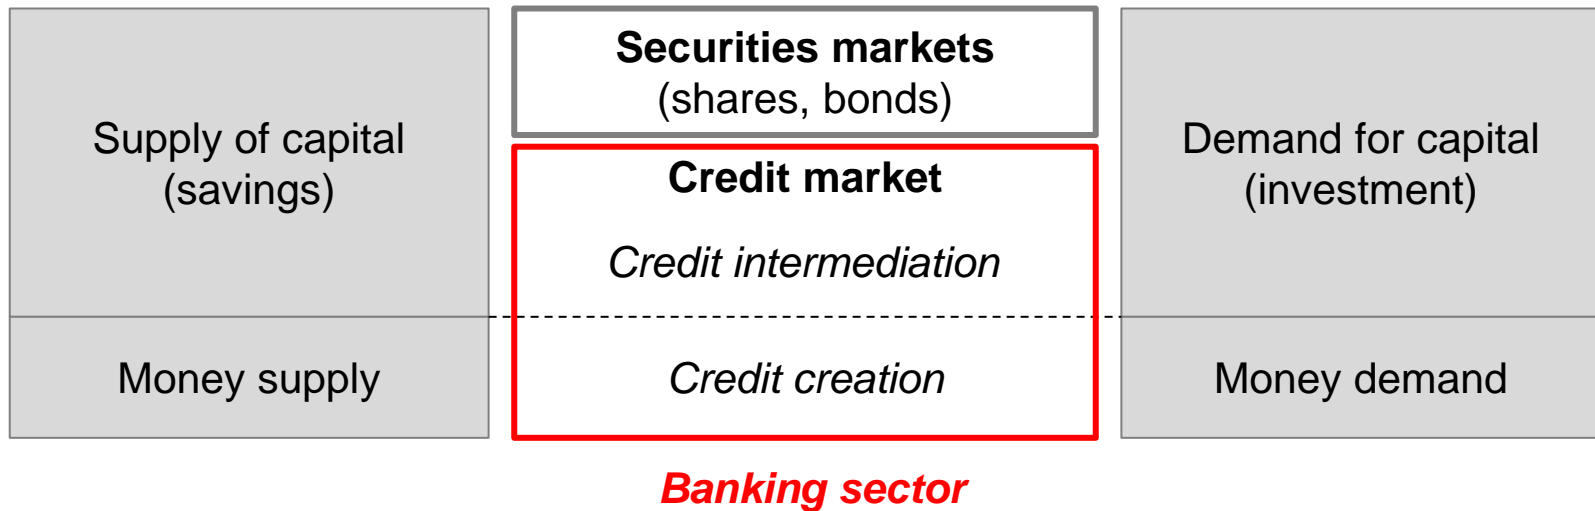 Supply of capital
(savings)
Money supply
Securities markets
(shares, bonds)
Credit market
Credit intermediation
Credit creation
Banking sector
Demand for capital
(investment)
Money demand